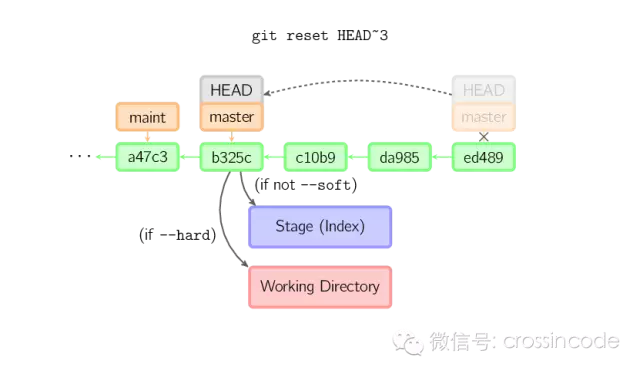 git reset HEAD~3
HEAD
HEAD
maint
master
master
...
a47c3
b325c
c10b9
da985
ed489
(if not --soft)
Stage (Index)
(if --hard)
Working Directory
微信号: crossincode